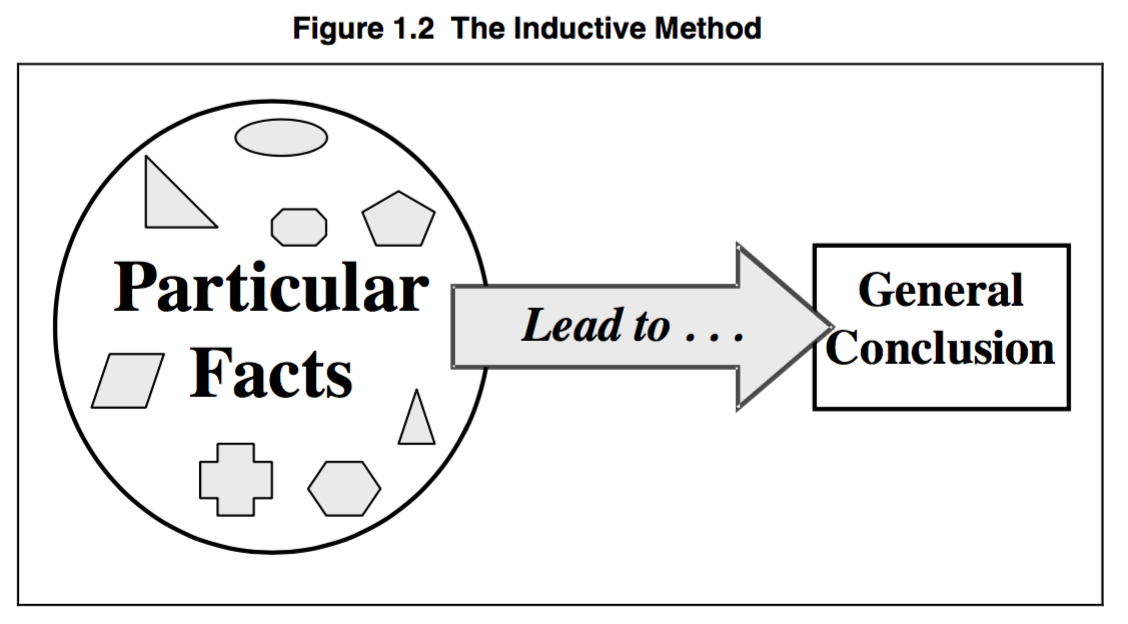 Figure 1.2 The Inductive Method
Particular
Facts
Lead to . . .
General
Conclusion